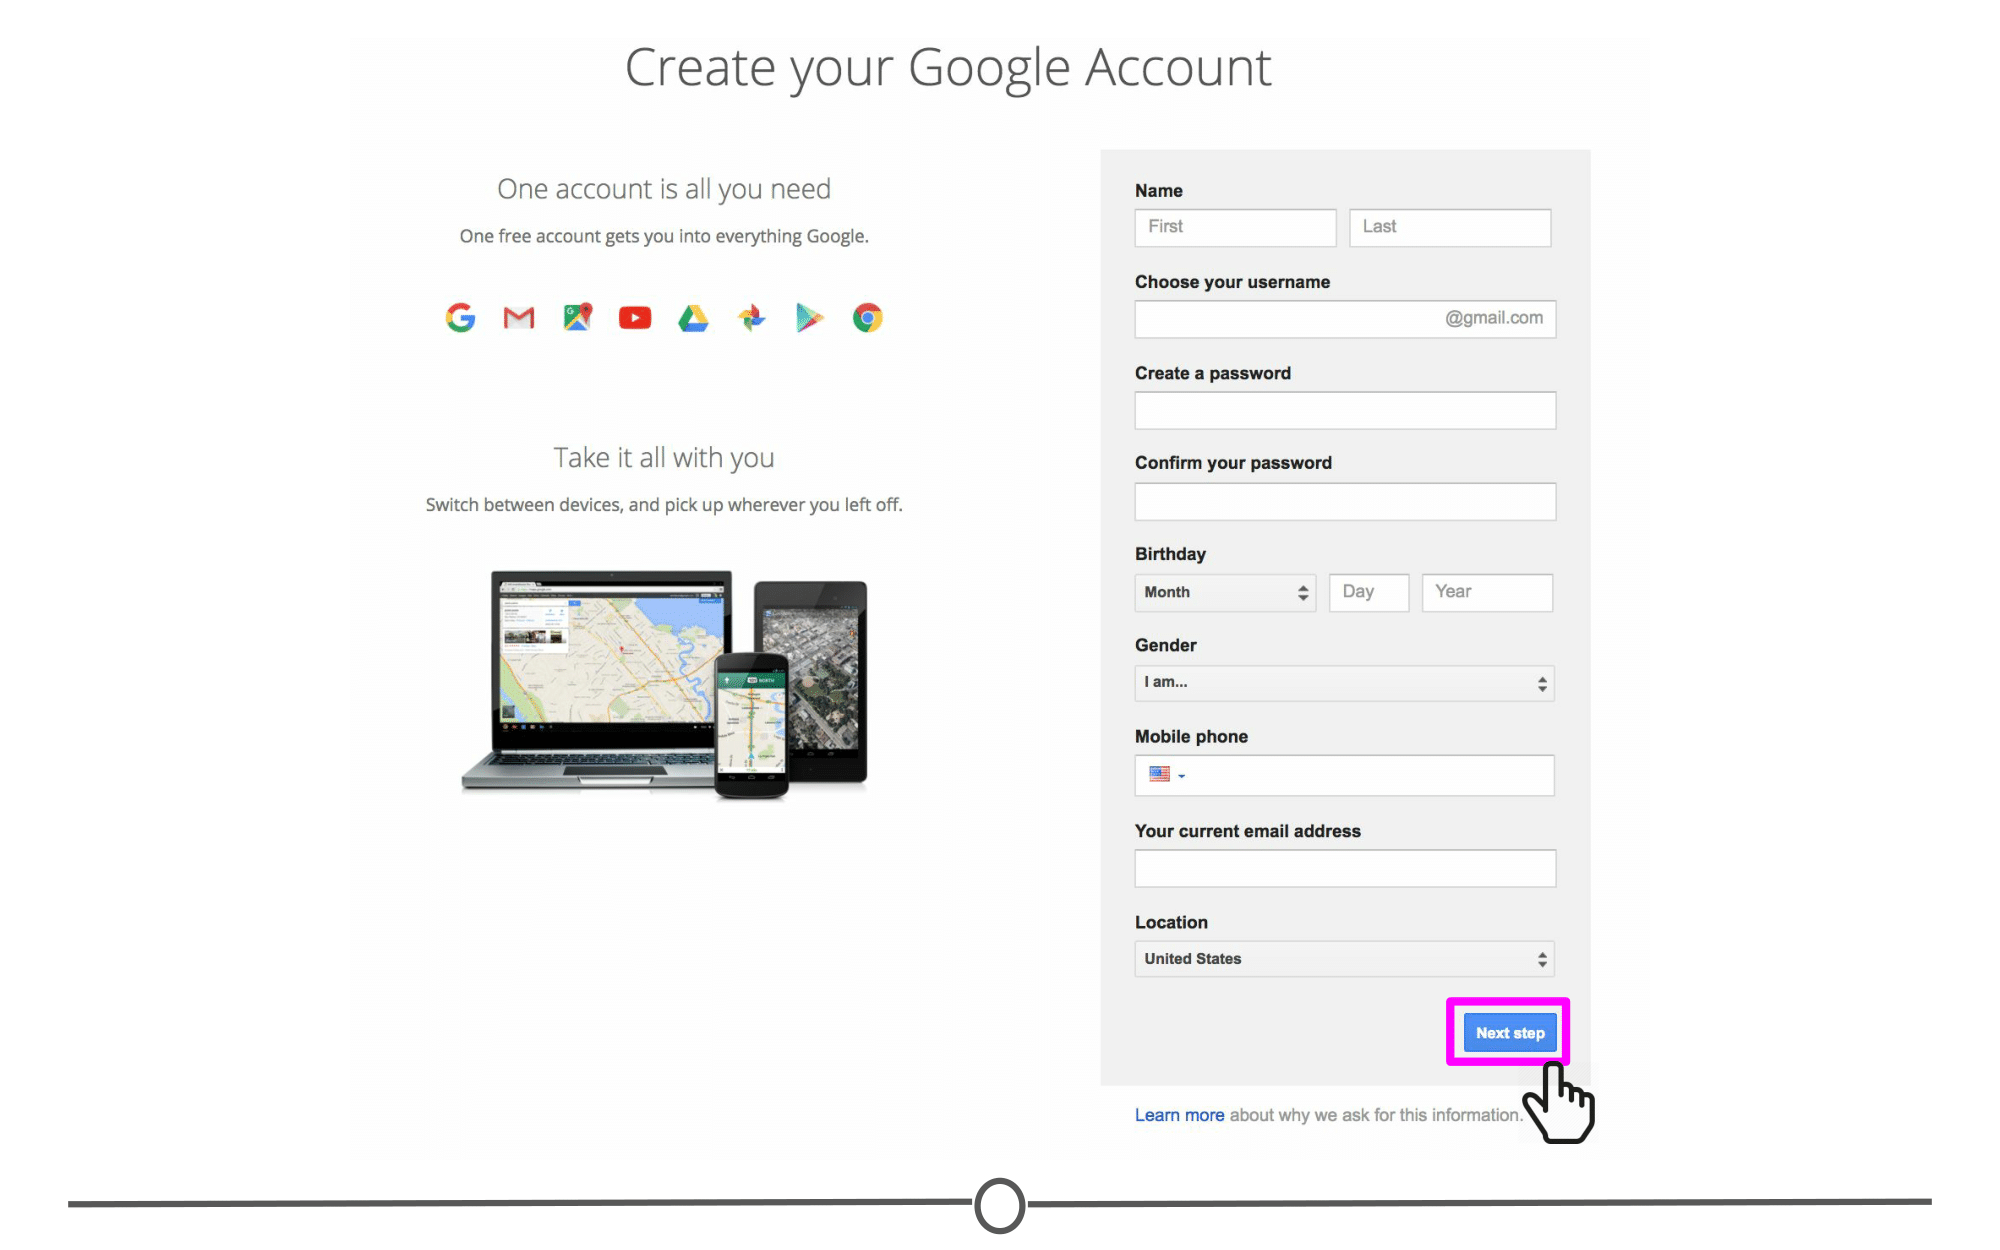 Create your Google Account
One account is all you need
One free account gets you into everything Google.
Take it all with you
Switch between devices, and pick up wherever you left off.
Name
First Last
Choose your username
@gmail.com
Create a password
Confirm your password
Birthday
Month Day Year
Gender
I am...
Mobile phone
Your current email address
Location
United States
Next step
Learn more about why we ask for this information.